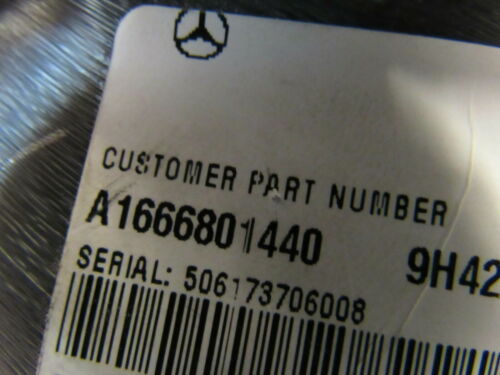 CUSTOMER PART NUMBER
A1666801440 9H42
SERIAL: 506173706008